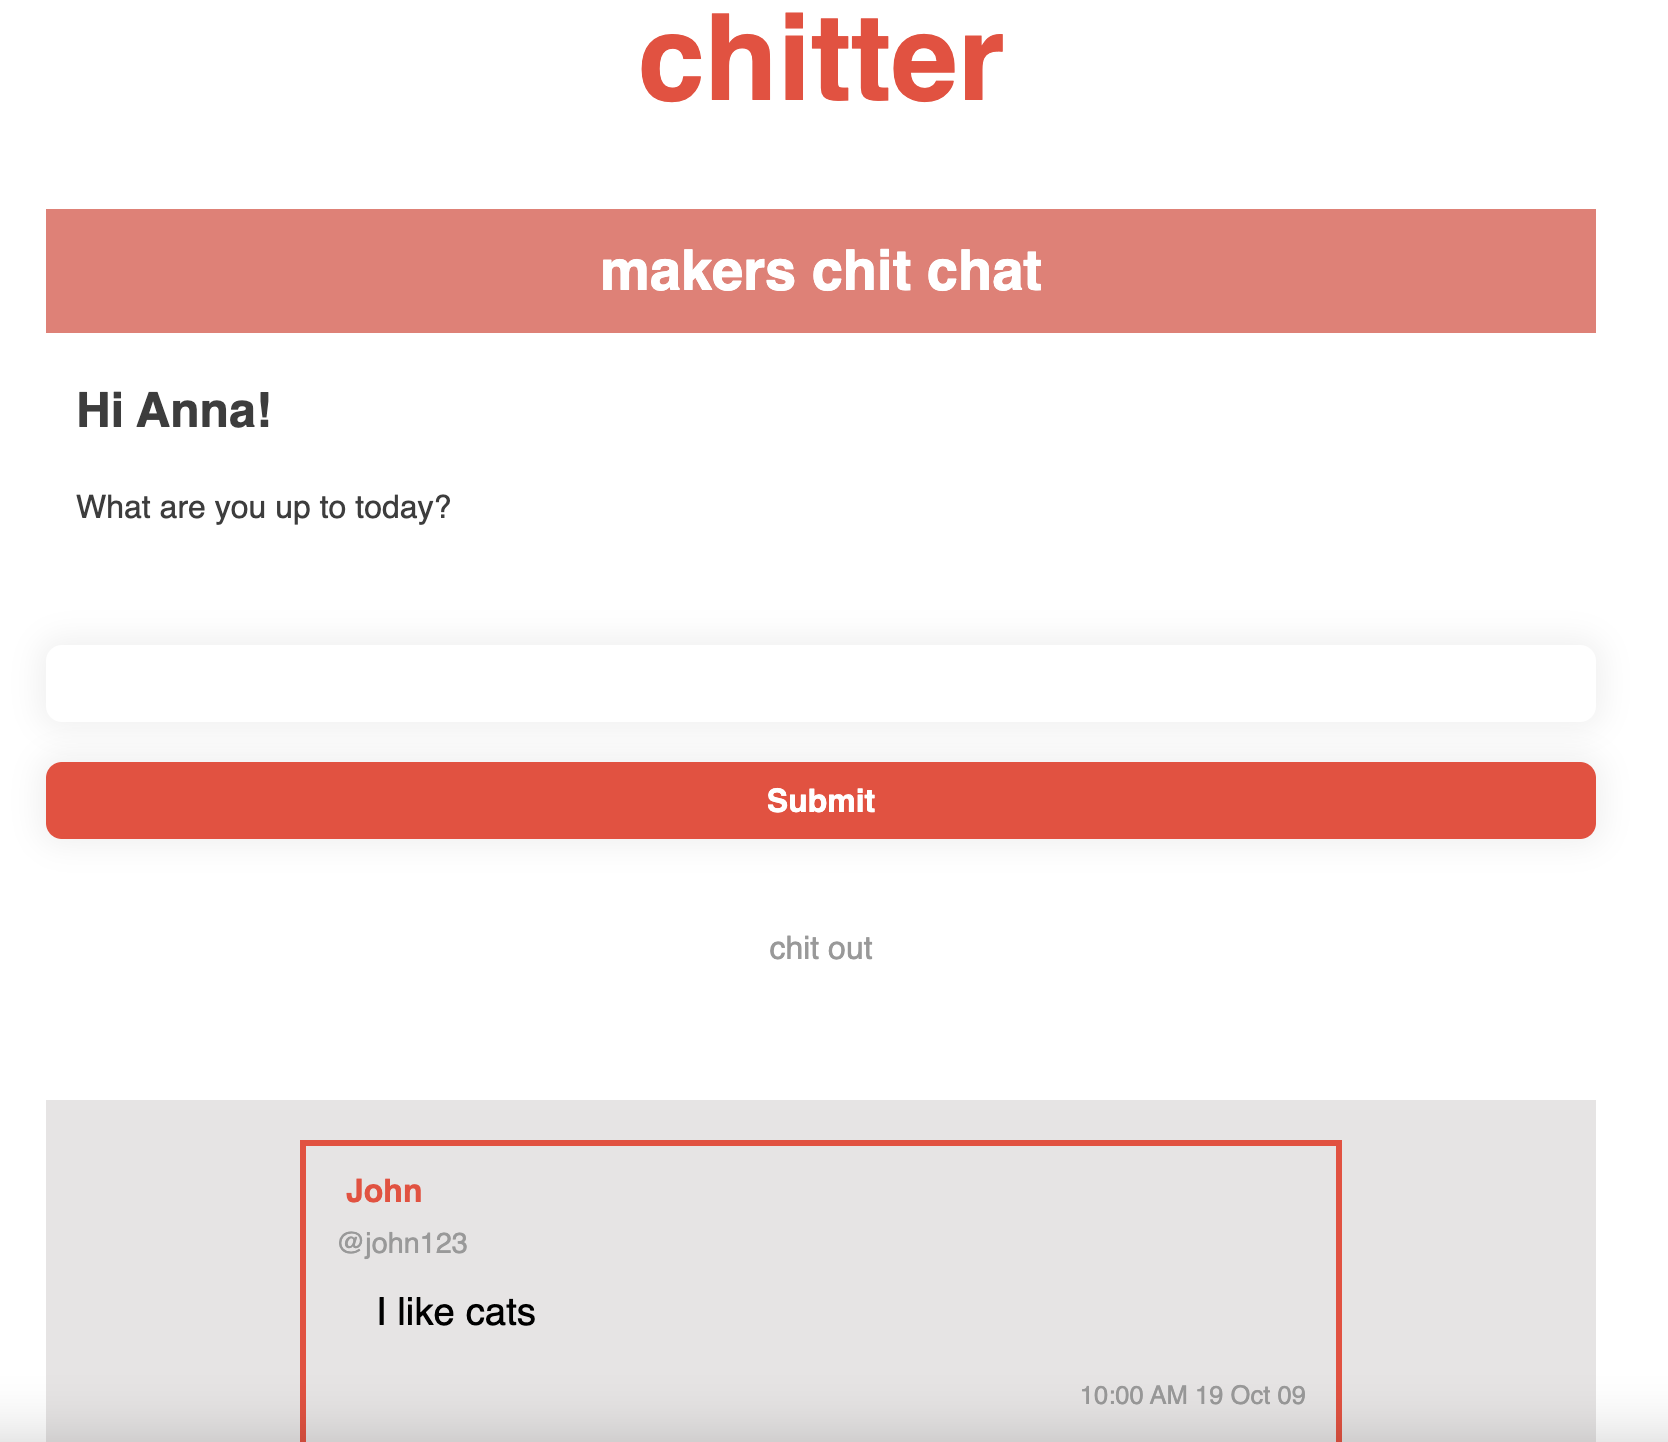 chitter
makers chit chat
Hi Anna!
What are you up to today?
Submit
chit out
John
@john123
I like cats
10:00 AM 19 Oct 09